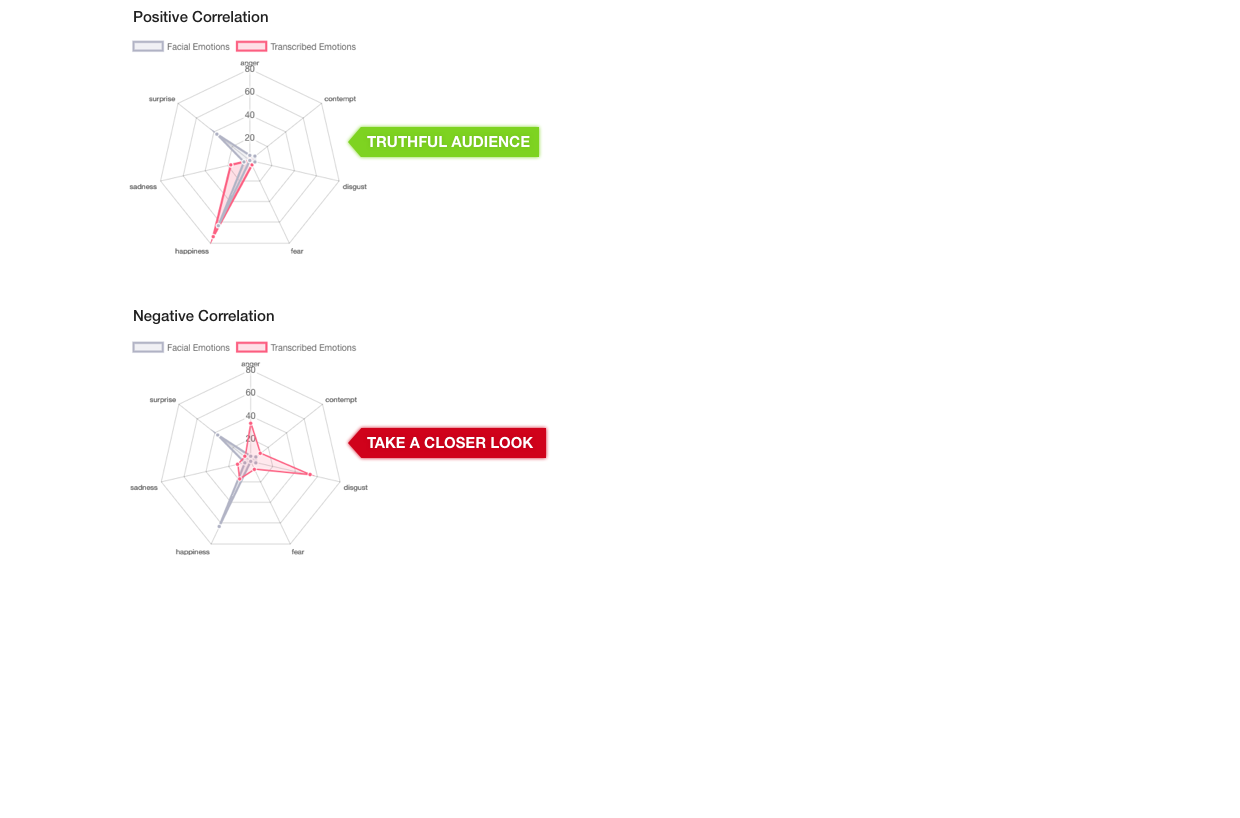 Positive Correlation
Facial Emotions Transcribed Emotions
anger
80
surprise contempt
60
40
TRUTHFUL AUDIENCE
20
sadness disgust
happiness fear
Negative Correlation
Facial Emotions Transcribed Emotions
anger
80
surprise contempt
60
40
20
TAKE A CLOSER LOOK
sadness disgust
happiness fear